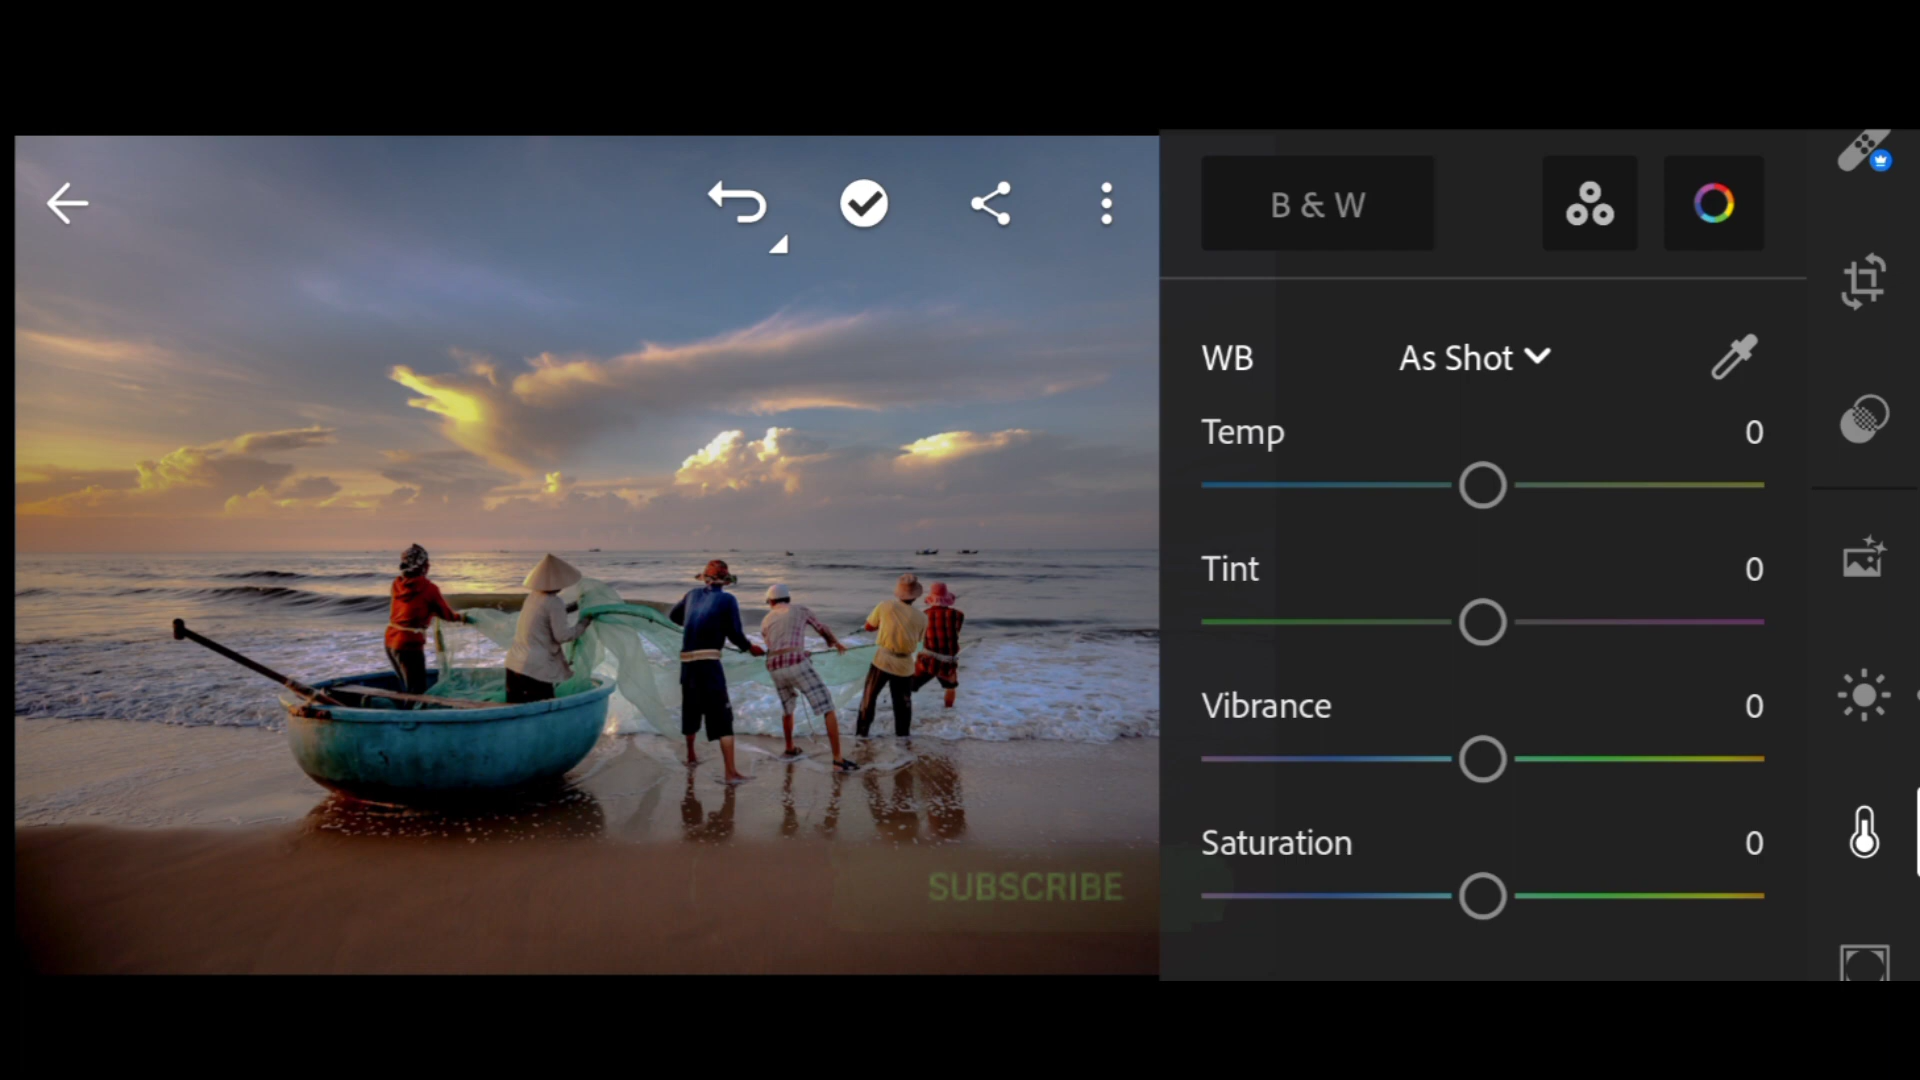 B & W
WB As Shot
Temp 0
Tint 0
Vibrance 0
Saturation 0
SUBSCRIBE